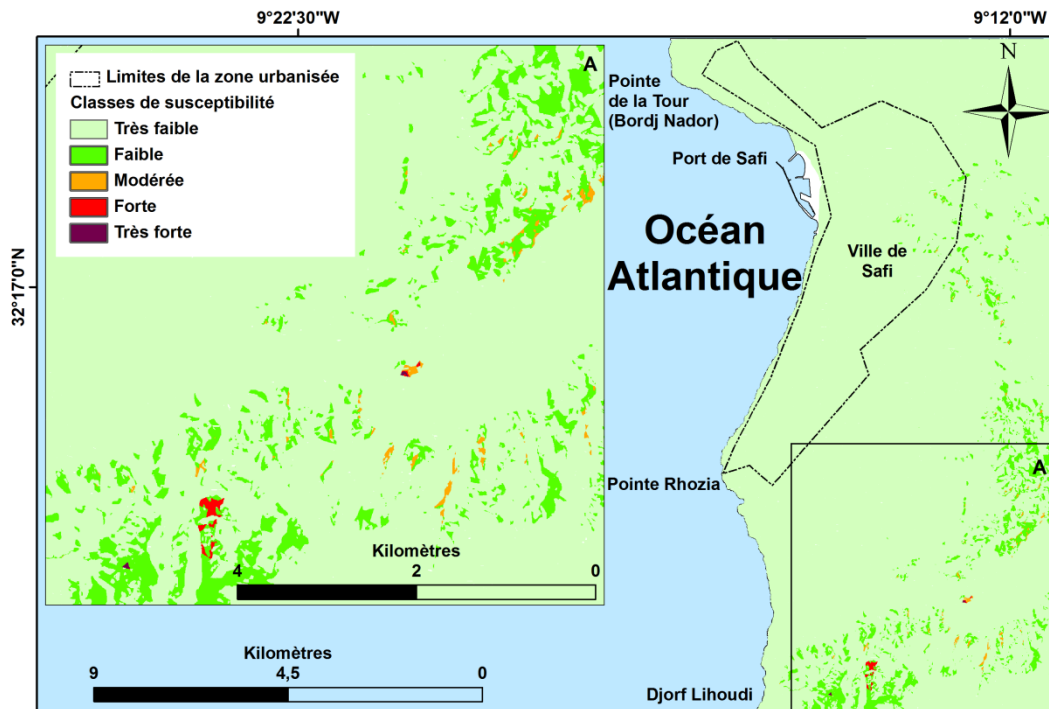 9°22'30"W
9°12'0"W
32°17'0"N
Limites de la zone urbanisée
Classes de susceptibilité
Très faible
Faible
Modérée
Forte
Très forte
A
Pointe
de la Tour
(Bordj Nador)
N
Port de Safi
Océan
Atlantique
Ville de
Safi
Pointe Rhozia
A
Kilomètres
4 2 0
Kilomètres
9 4,5 0
Djorf Lihoudi